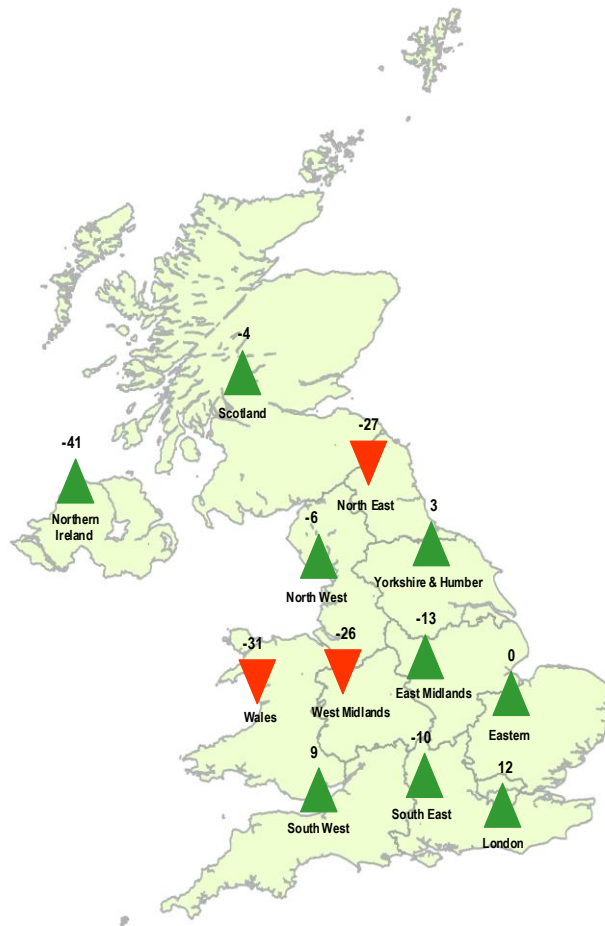 -4
Scotland
-41
Northern
Ireland
-27
North East
-6
North West
3
Yorkshire & Humber
-31
Wales
-26
West Midlands
-13
East Midlands
0
Eastern
9
South West
-10
South East
12
London